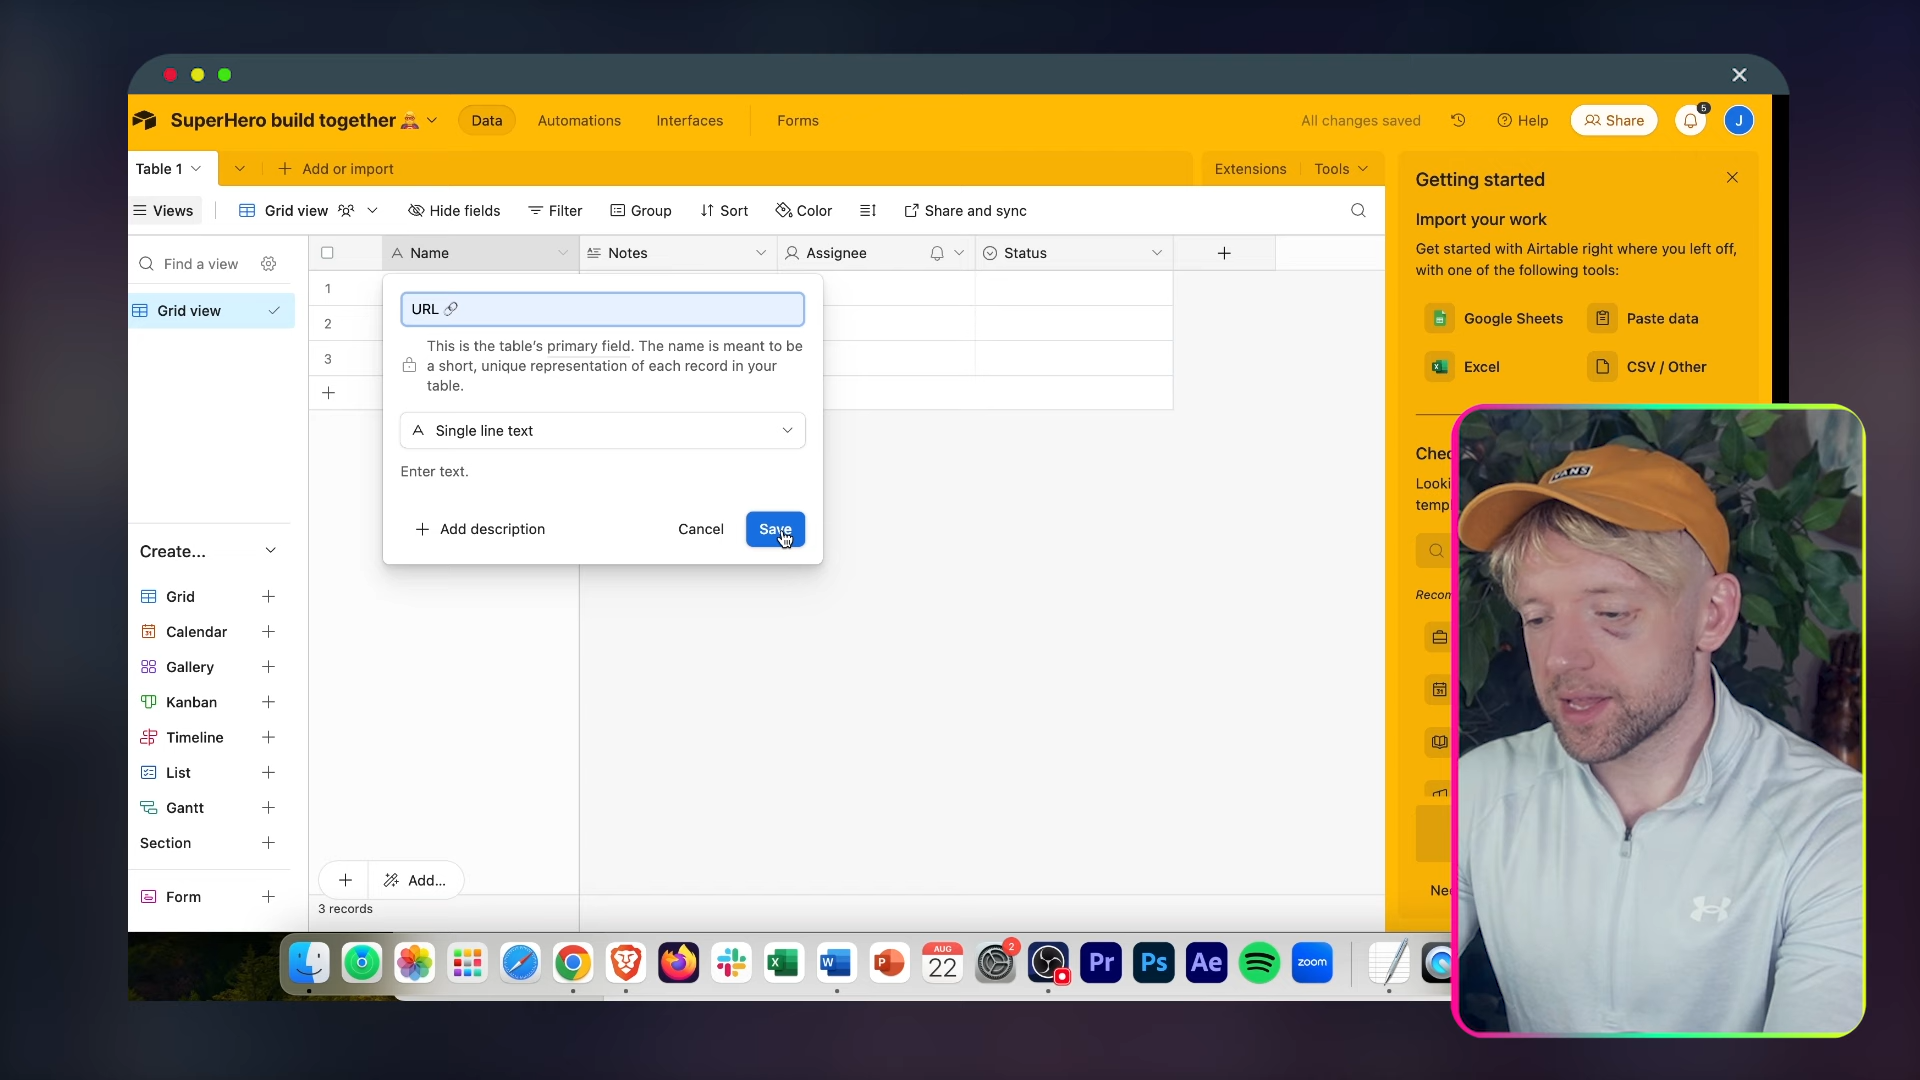 SuperHero build together
Data
Automations
Interfaces
Forms
All changes saved
Help
Share
5
J
Table 1
Add or import
Extensions
Tools
Getting started
Views
Grid view
Hide fields
Filter
Group
Sort
Color
Share and sync
Import your work
Get started with Airtable right where you left off,
with one of the following tools:
Find a view
Name
Notes
Assignee
Status
Grid view
1
2
3
URL 🔗
This is the table's primary field. The name is meant to be
a short, unique representation of each record in your
table.
Single line text
Enter text.
Add description
Cancel
Save
Google Sheets
Paste data
Excel
CSV / Other
VANS
Create...
Grid
Calendar
Gallery
Kanban
Timeline
List
Gantt
Section
Form
Add...
3 records
AUG
22
2
X
W
P
Pr
Ps
Ae
zoom